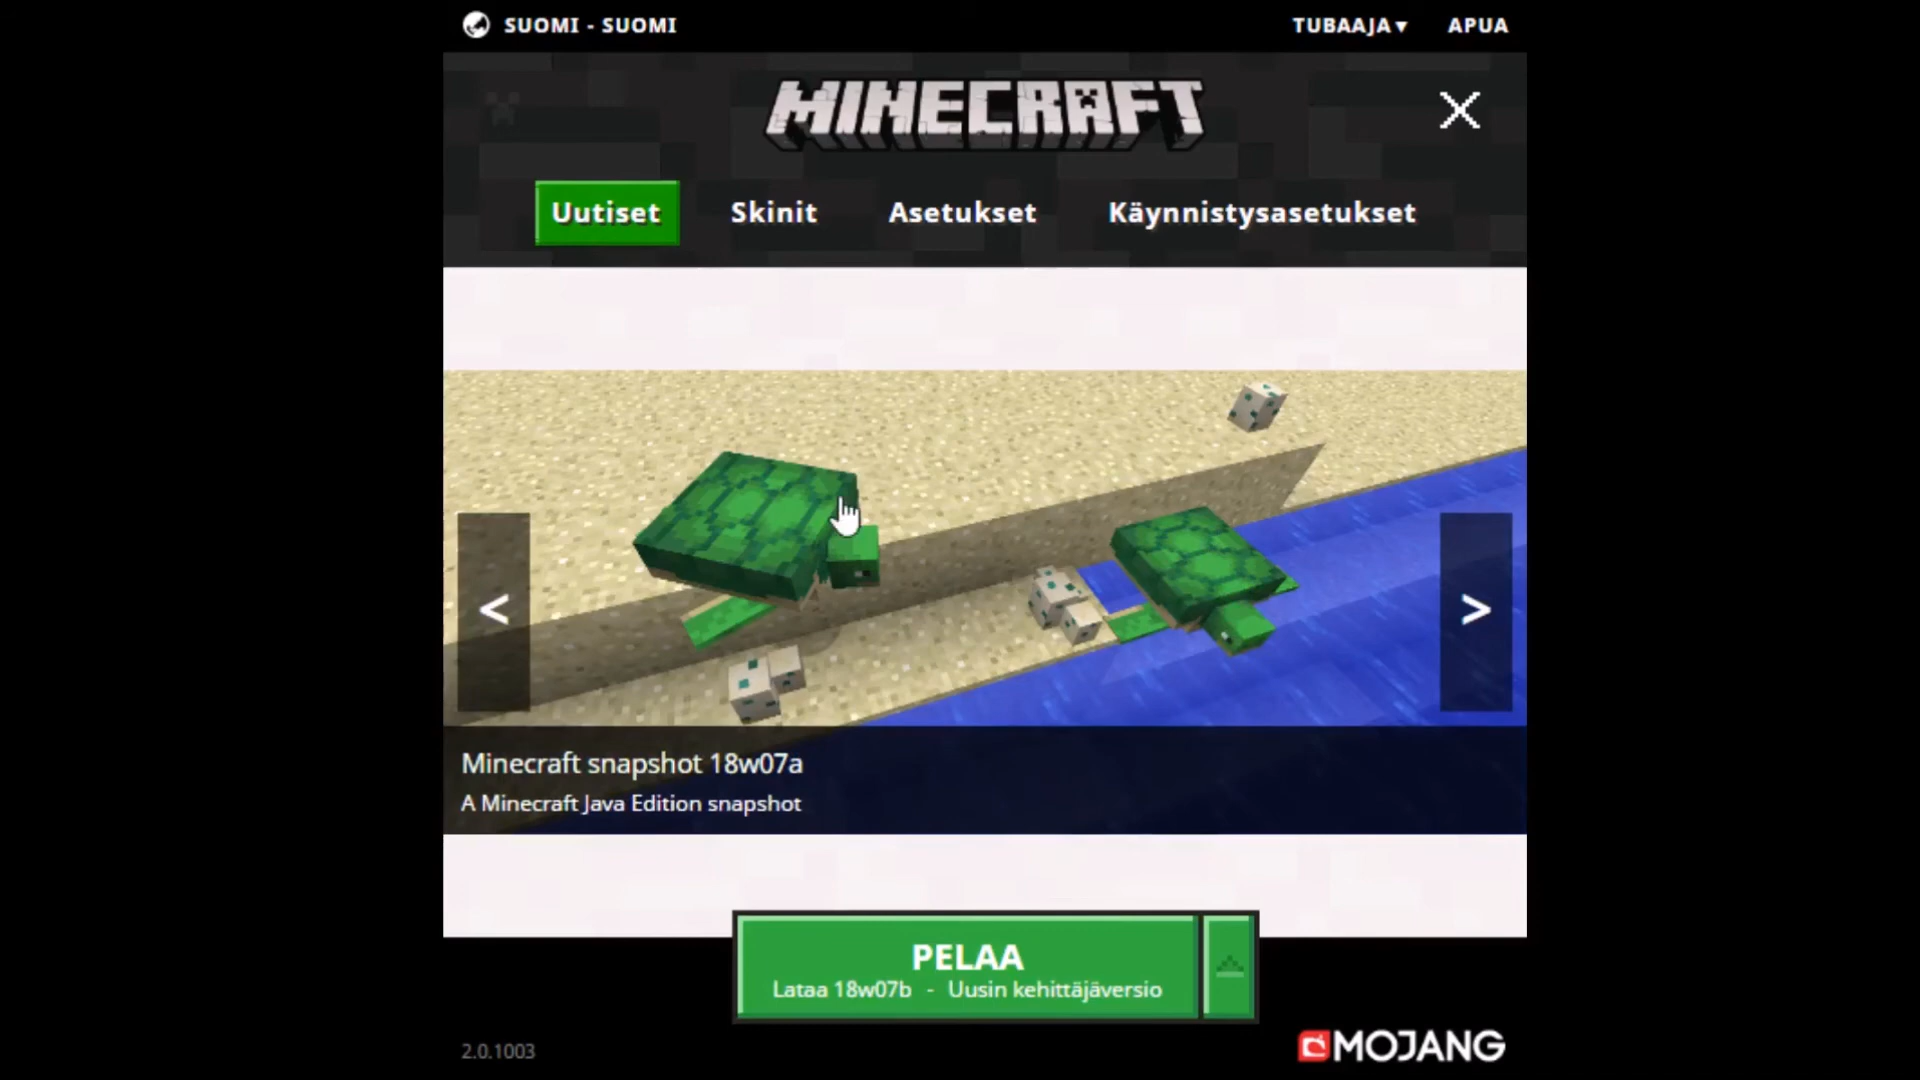 SUOMI - SUOMI
TUBAAJA▼
APUA
MINECRAFT
Uutiset
Skinit
Asetukset
Käynnistysasetukset
<
>
Minecraft snapshot 18w07a
A Minecraft Java Edition snapshot
PELAA
Lataa 18w07b - Uusin kehittäjäversio
2.0.1003
MOJANG